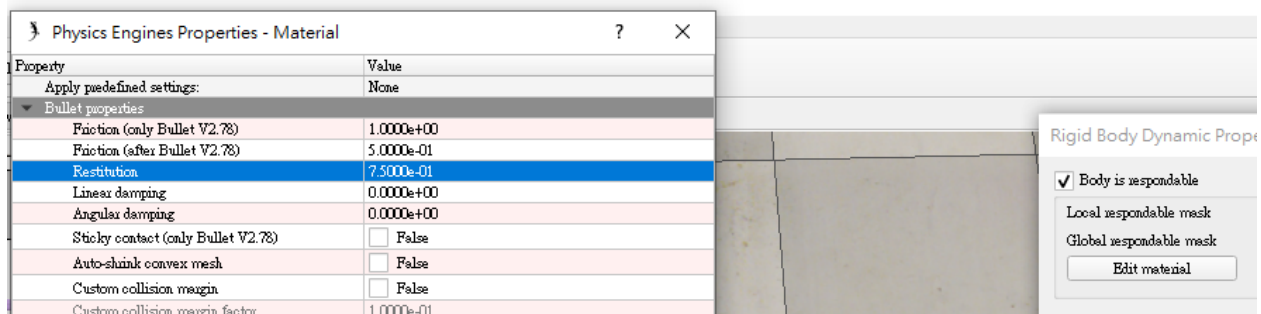 Physics Engines Properties - Material ? ×
Property Value
Apply predefined settings: None
Bullet properties
Friction (only Bullet V2.78) 1.0000e+00
Friction (after Bullet V2.78) 5.0000e-01
Restitution 7.5000e-01
Linear damping 0.0000e+00
Angular damping 0.0000e+00
Sticky contact (only Bullet V2.78) False
Auto-shrink convex mesh False
Custom collision margin False
Custom collision margin factor 1.0000e-01
Rigid Body Dynamic Prope
Body is respondable
Local respondable mask
Global respondable mask
Edit material